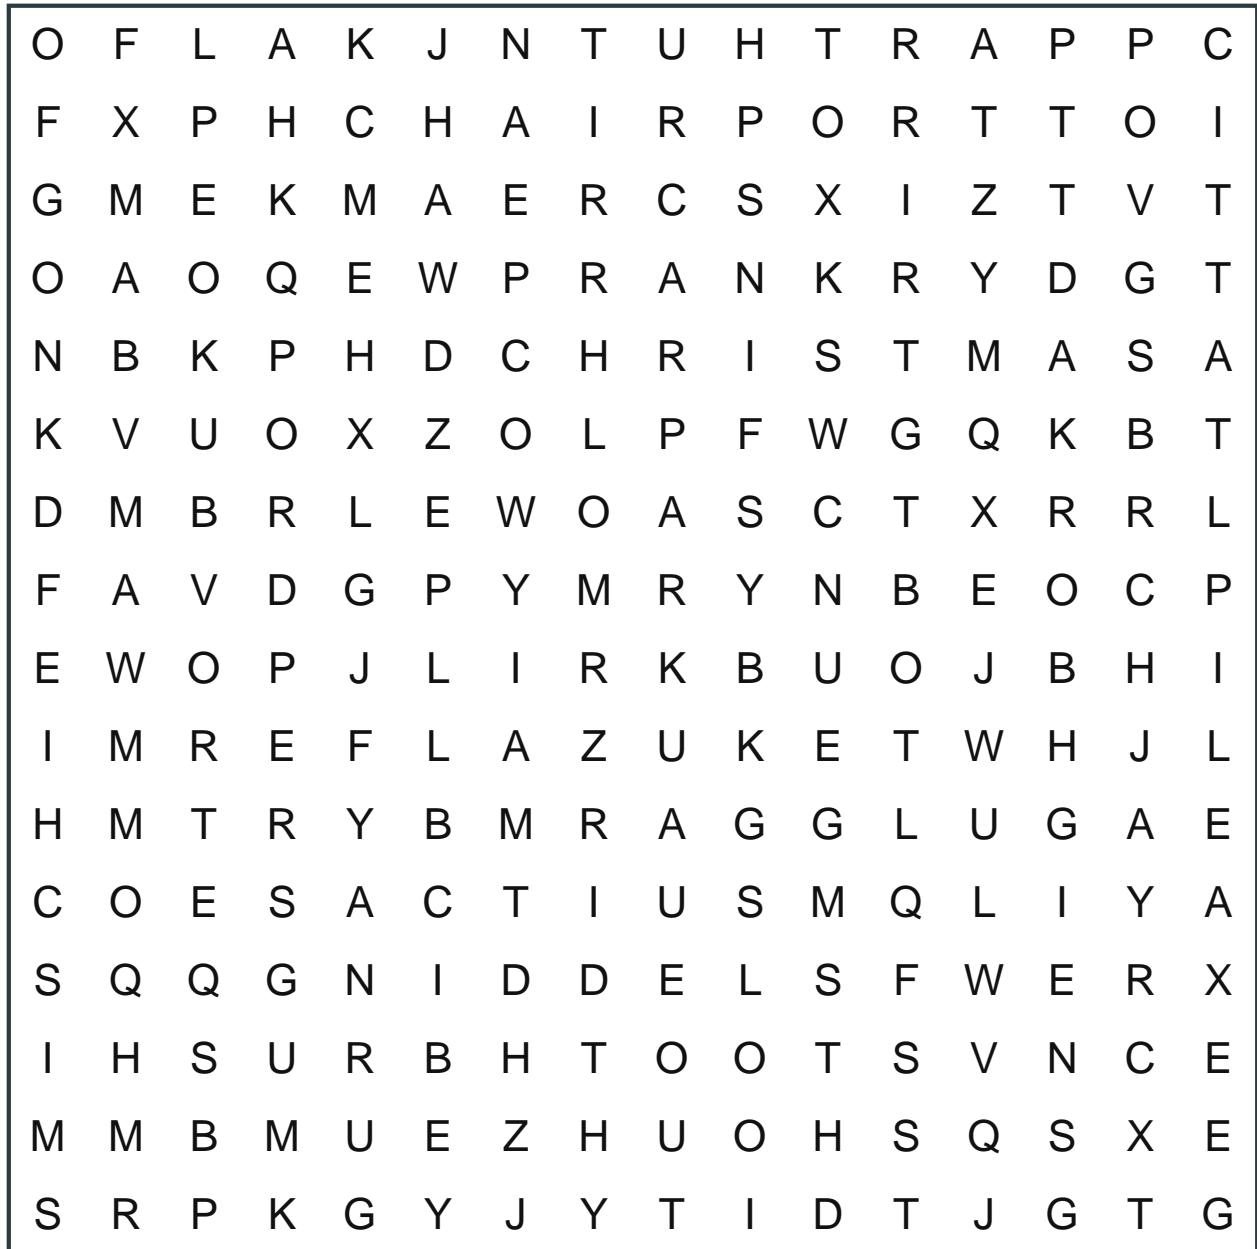 O F L A K J N T U H T R A P P C
F X P H C H A I R P O R T T O I
G M E K M A E R C S X I Z T V T
O A O Q E W P R A N K R Y D G T
N B K P H D C H R I S T M A S A
K V U O X Z O L P F W G Q K B T
D M B R L E W O A S C T X R R L
F A V D G P Y M R Y N B E O C P
E W O P J L I R K B U O J B H I
I M R E F L A Z U K E T W H J L
H M T R Y B M R A G G L U G A E
C O E S A C T I U S M Q L I Y A
S Q Q G N I D D E L S F W E R X
I H S U R B H T O O T S V N C E
M M B M U E Z H U O H S Q S X E
S R P K G Y J Y T I D T J G T G